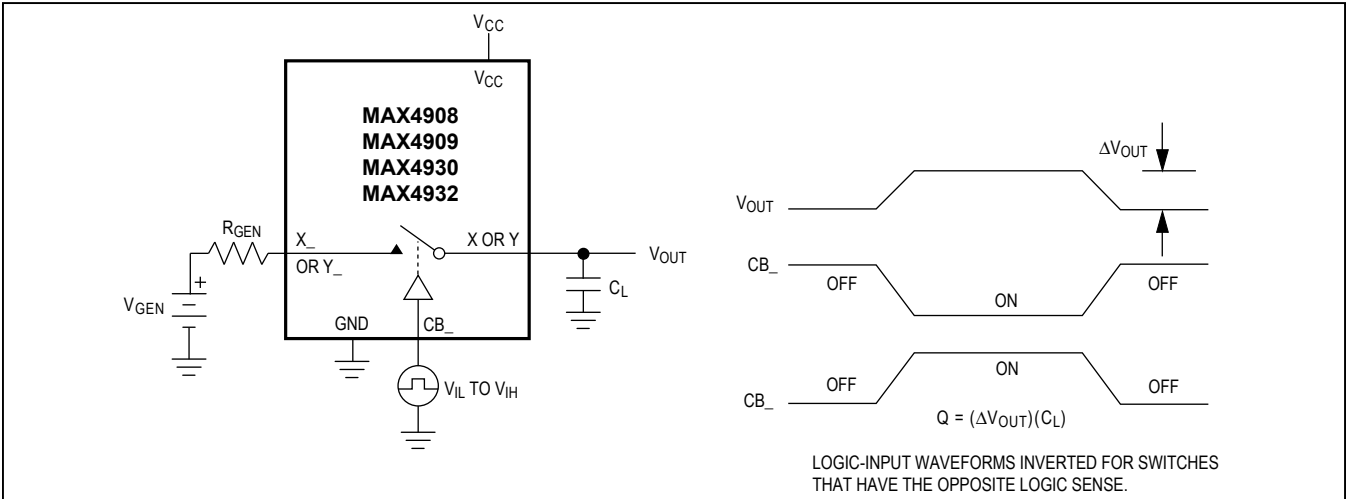 VCC
VCC
MAX4908
MAX4909
MAX4930
MAX4932
RGEN
X_
OR Y_
X OR Y
VOUT
CL
VGEN
+
GND
CB_
VIL TO VIH
ΔVOUT
VOUT
CB_
OFF
ON
OFF
CB_
OFF
ON
OFF
Q = (ΔVOUT)(CL)
LOGIC-INPUT WAVEFORMS INVERTED FOR SWITCHES
THAT HAVE THE OPPOSITE LOGIC SENSE.